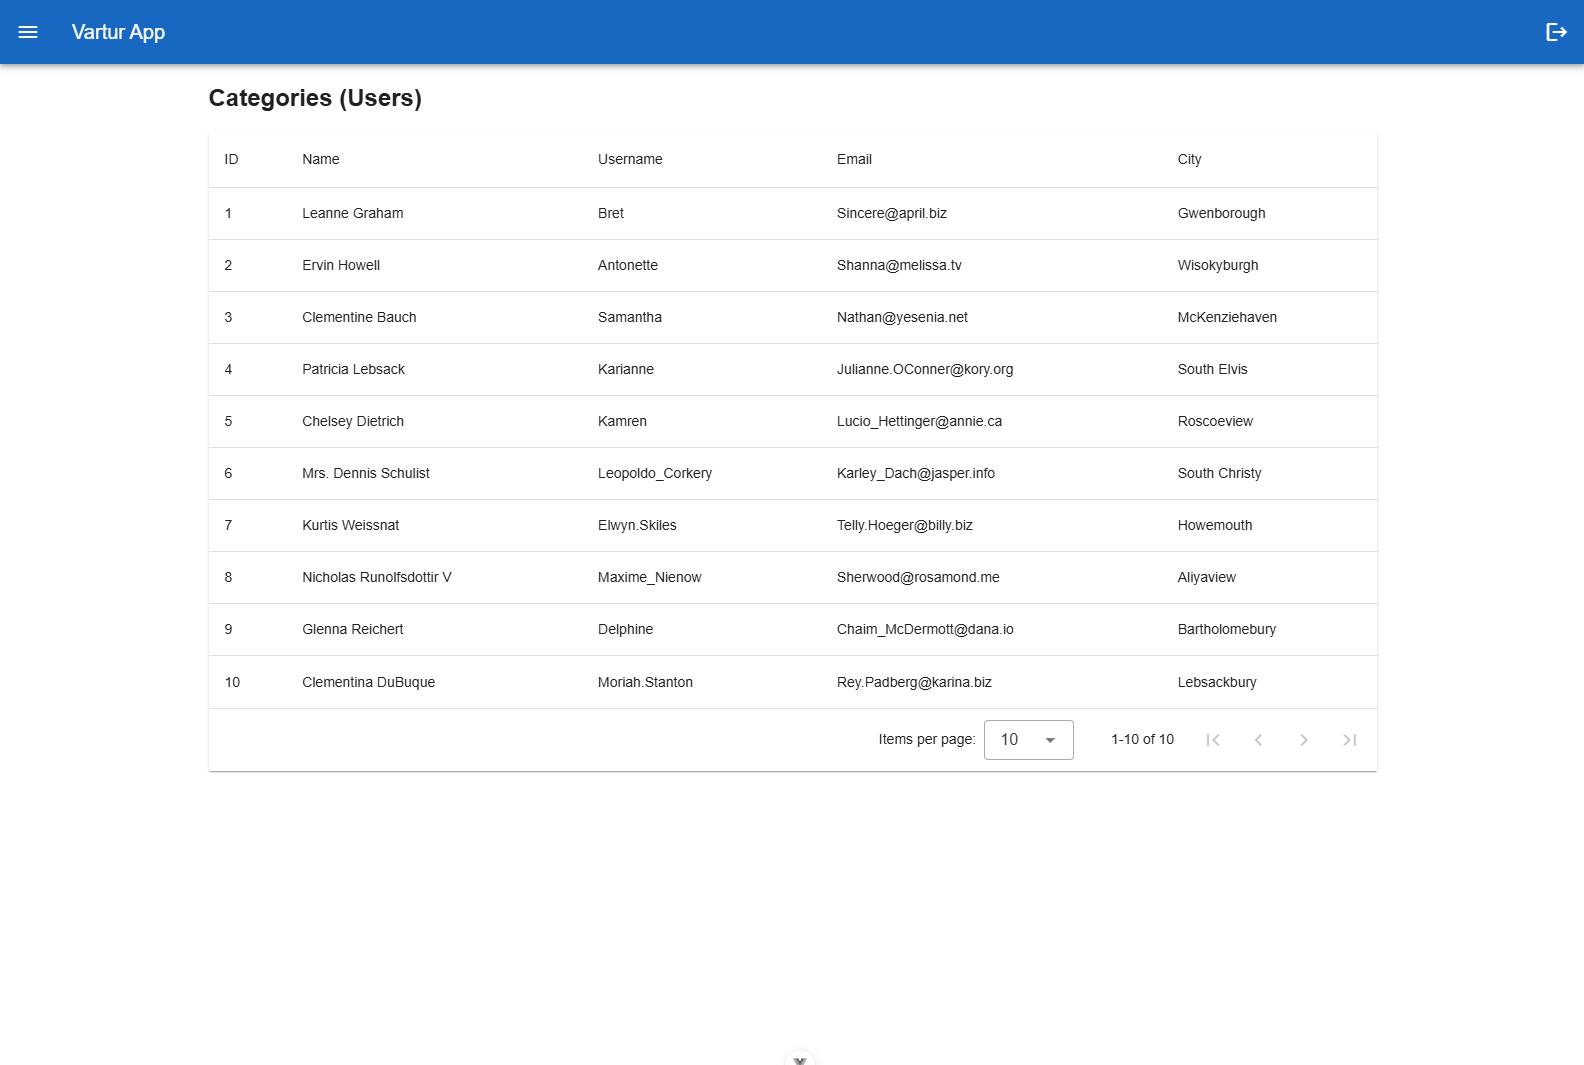 Vartur App
Categories (Users)
ID Name Username Email City
1 Leanne Graham Bret Sincere@april.biz Gwenborough
2 Ervin Howell Antonette Shanna@melissa.tv Wisokyburgh
3 Clementine Bauch Samantha Nathan@yesenia.net McKenziehaven
4 Patricia Lebsack Karianne Julianne.OConner@kory.org South Elvis
5 Chelsey Dietrich Kamren Lucio_Hettinger@annie.ca Roscoeview
6 Mrs. Dennis Schulist Leopoldo_Corkery Karley_Dach@jasper.info South Christy
7 Kurtis Weissnat Elwyn.Skiles Telly.Hoeger@billy.biz Howemouth
8 Nicholas Runolfsdottir V Maxime_Nienow Sherwood@rosamond.me Aliyaview
9 Glenna Reichert Delphine Chaim_McDermott@dana.io Bartholomebury
10 Clementina DuBuque Moriah.Stanton Rey.Padberg@karina.biz Lebsackbury
Items per page: 10 1-10 of 10